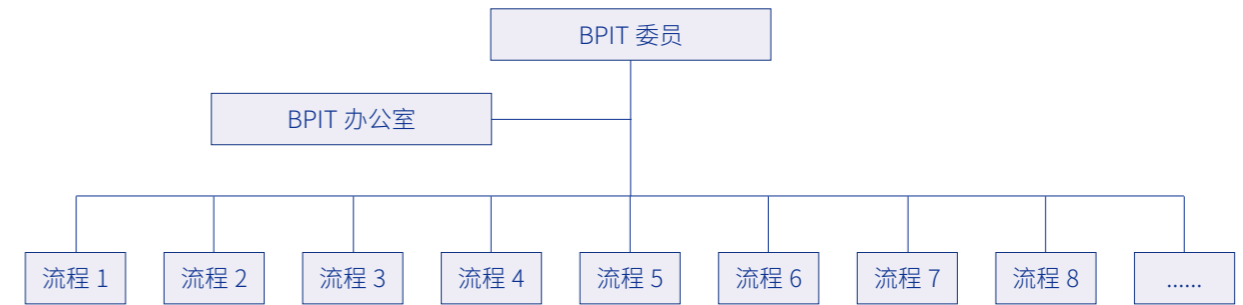 BPIT 委员
BPIT 办公室
流程 1
流程 2
流程 3
流程 4
流程 5
流程 6
流程 7
流程 8
......